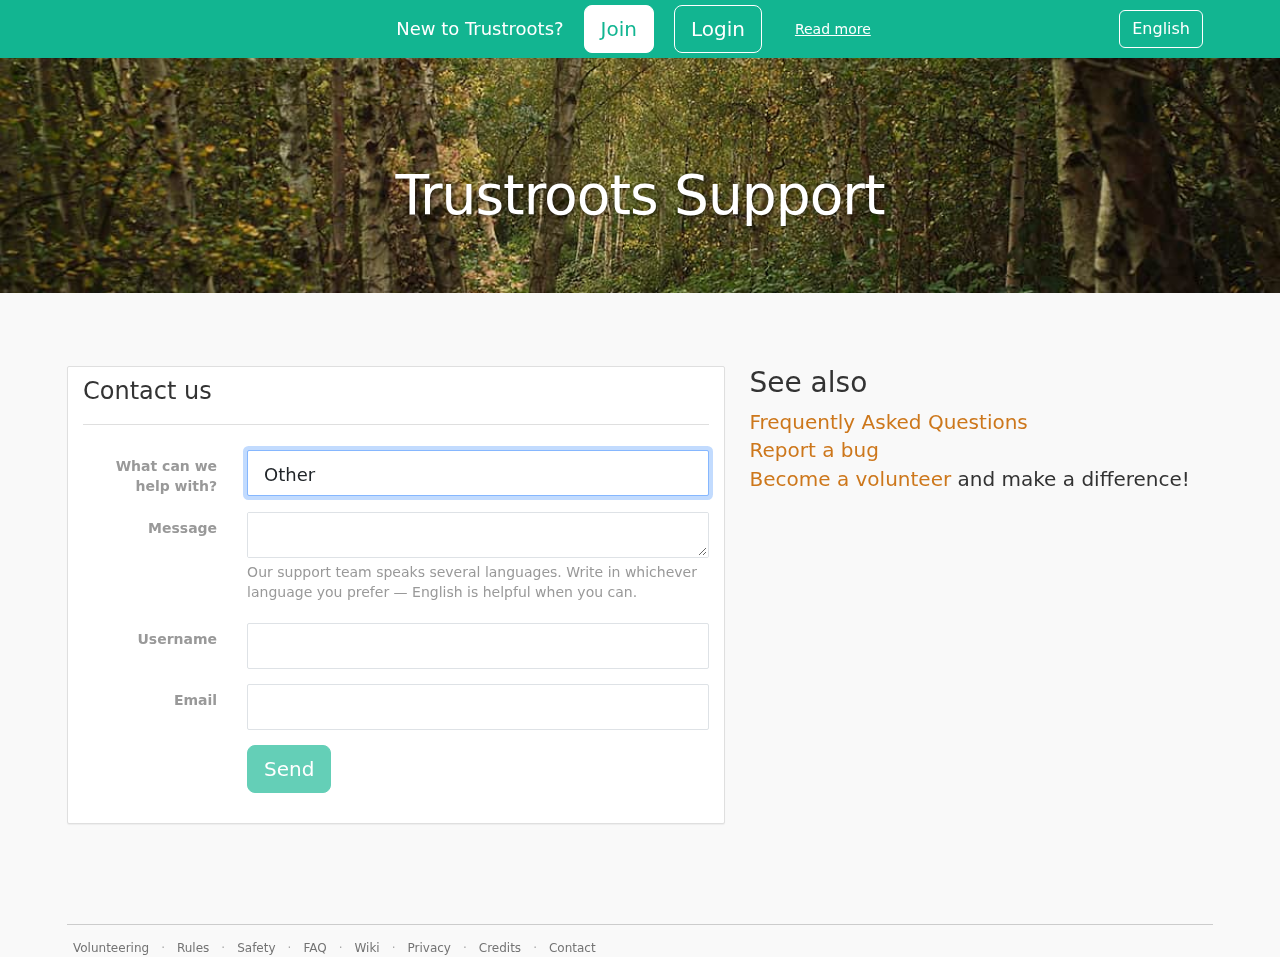 New to Trustroots?
Join
Login
Read more
English
Trustroots Support
Contact us
What can we
help with?
Other
Message
Our support team speaks several languages. Write in whichever
language you prefer — English is helpful when you can.
Username
Email
Send
See also
Frequently Asked Questions
Report a bug
Become a volunteer and make a difference!
Volunteering · Rules · Safety · FAQ · Wiki · Privacy · Credits · Contact